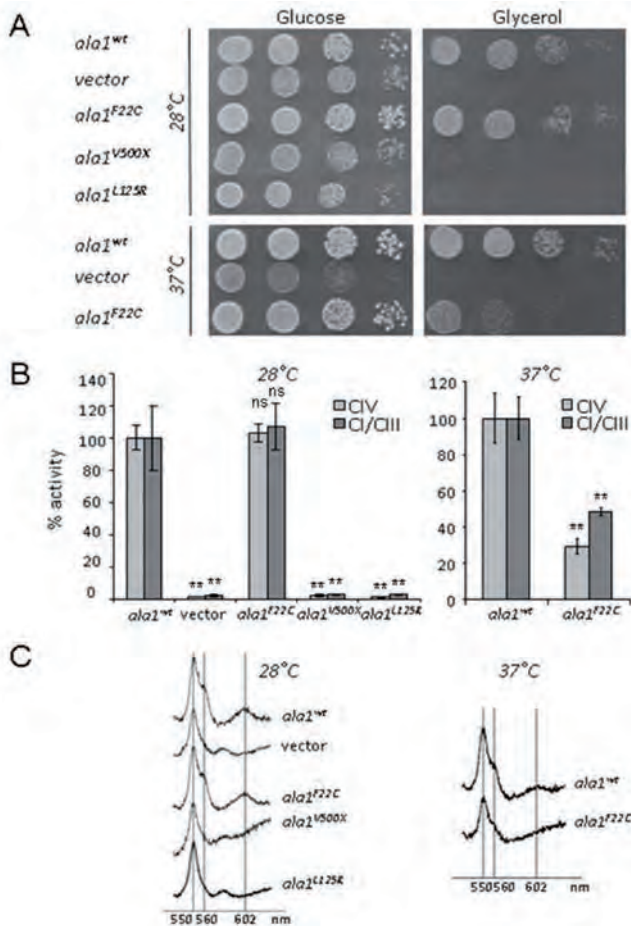 A
Glucose Glycerol
ala1wt
vector
ala1F22C
ala1V500X
ala1L125R
28°C
ala1wt
vector
ala1F22C
37°C
B
28°C
% activity
140
120
100
80
60
40
20
0
ns
ns
CIV
CI/CIII
** **
** **
** **
ala1wt vector ala1F22C ala1V500X ala1L125R
37°C
120
100
80
60
40
20
0
CIV
CI/CIII
**
**
ala1wt ala1F22C
C
28°C
ala1wt
vector
ala1F22C
ala1V500X
ala1L125R
550 560 602 nm
37°C
ala1wt
ala1F22C
550 560 602 nm